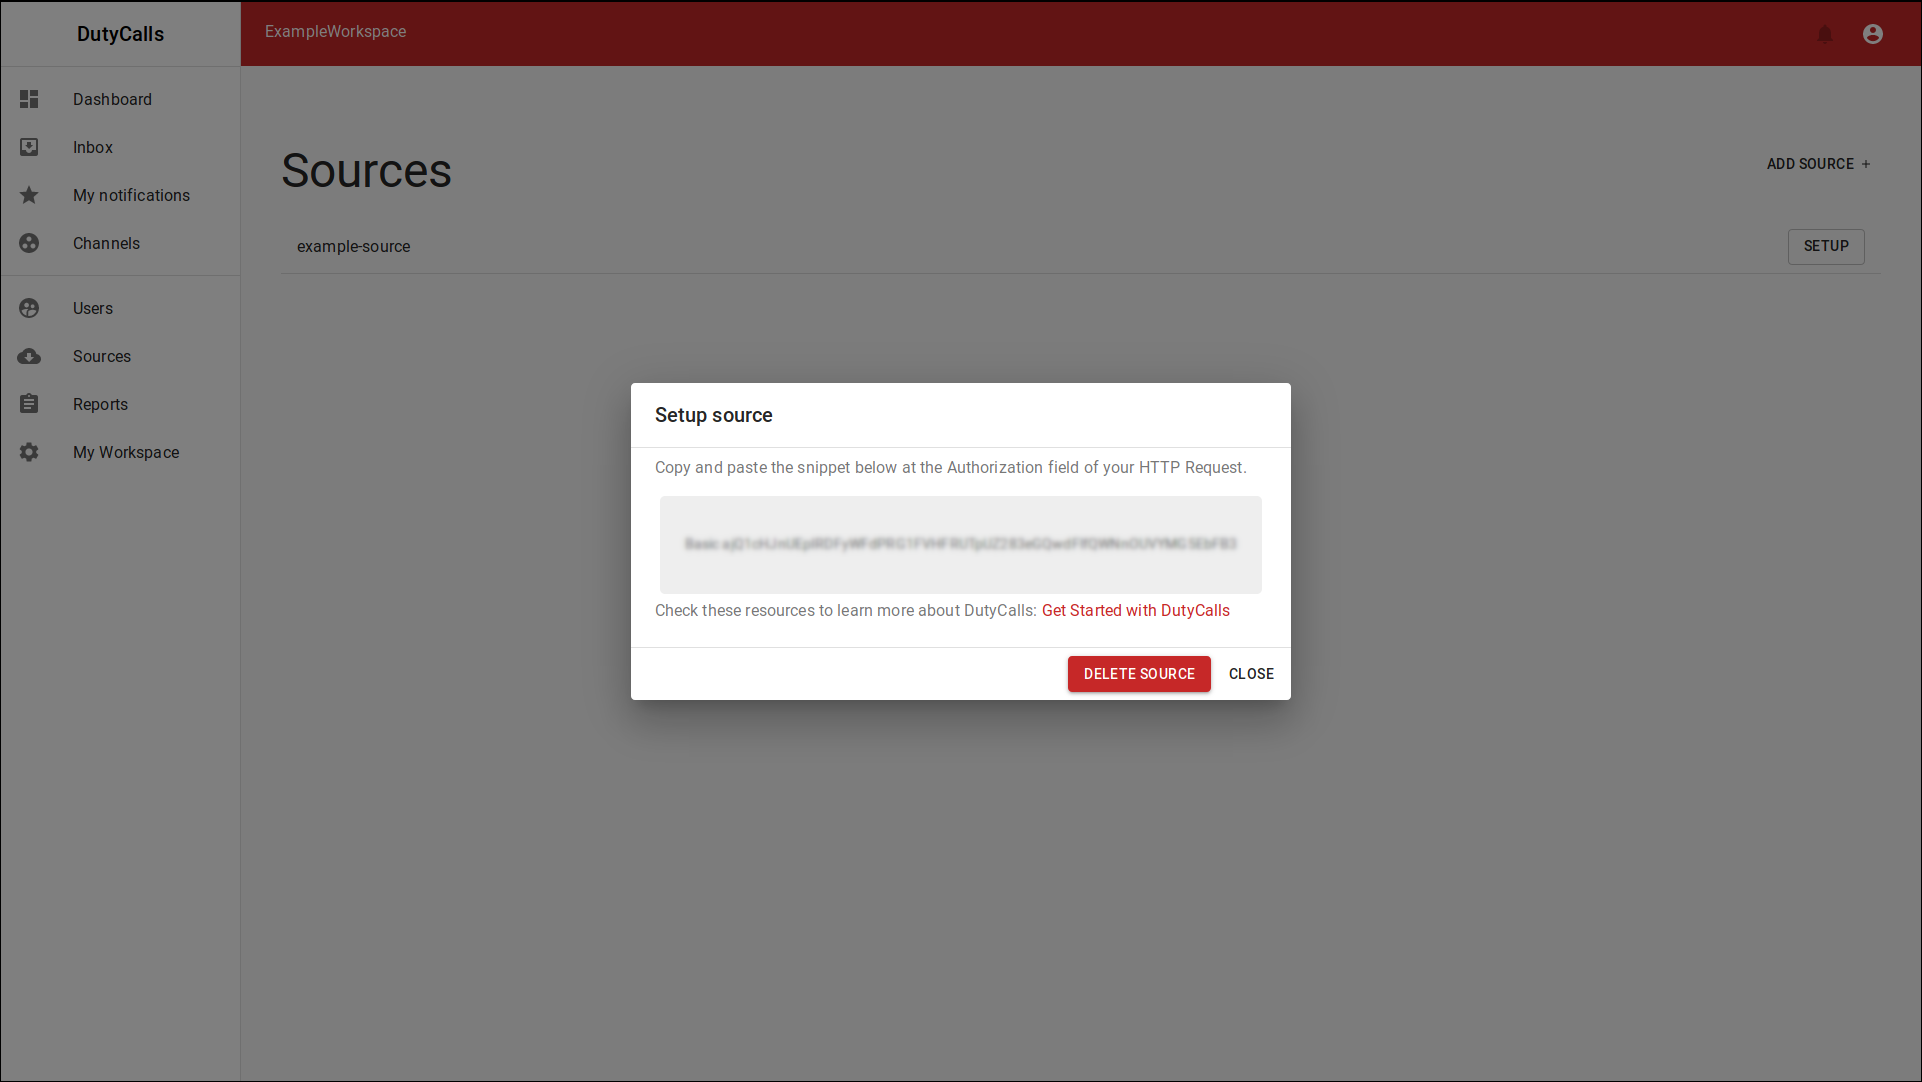 DutyCalls
ExampleWorkspace
Dashboard
Inbox
My notifications
Channels
Users
Sources
Reports
My Workspace
Sources
ADD SOURCE +
example-source
SETUP
Setup source
Copy and paste the snippet below at the Authorization field of your HTTP Request.
Basic
Check these resources to learn more about DutyCalls: Get Started with DutyCalls
DELETE SOURCE
CLOSE